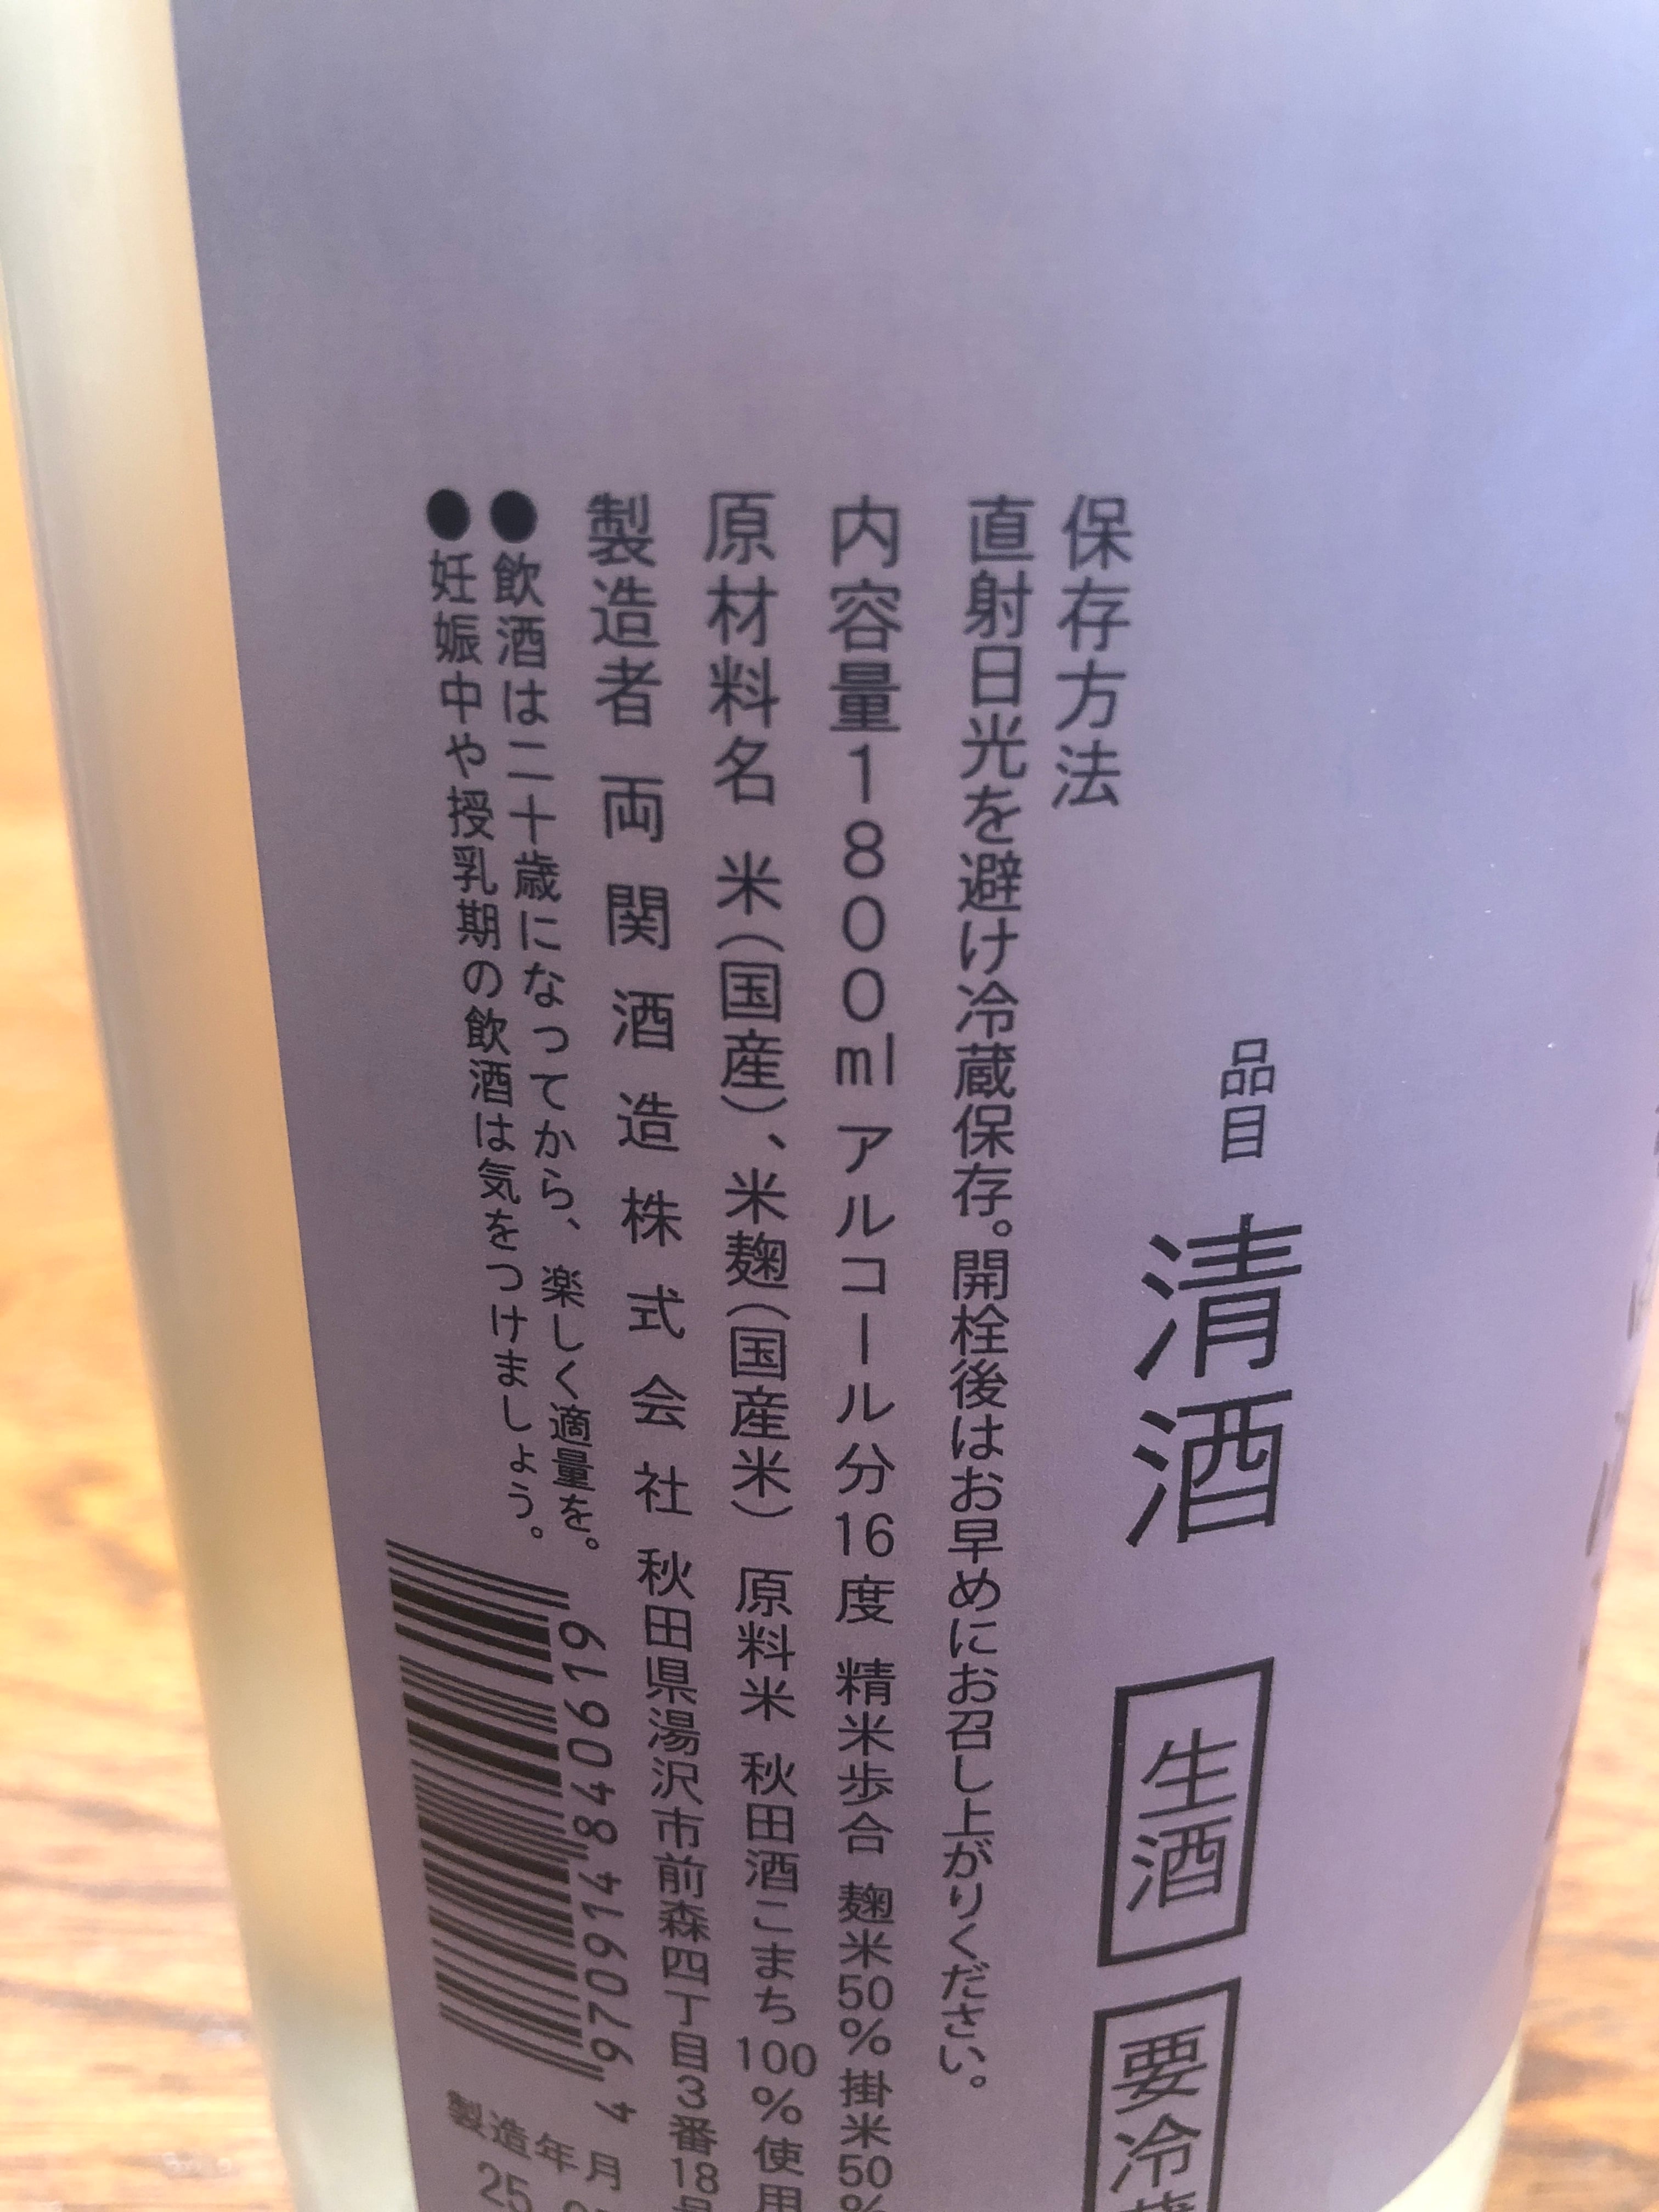 品目 清酒 生酒 要冷
保存方法
直射日光を避け冷蔵保存。開栓後はお早めにお召し上がりください。
内容量1800ml アルコール分16度 精米歩合 麹米50% 掛米50%
原材料名 米(国産)、米麹(国産米) 原料米 秋田酒こまち100%使用
製造者 両関酒造株式会社 秋田県湯沢市前森四丁目3番18
●飲酒は二十歳になってから、楽しく適量を。
●妊娠中や授乳期の飲酒は気をつけましょう。
4970914840619
製造年月
25